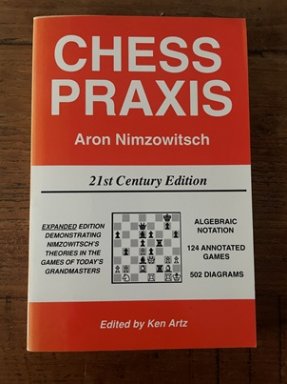 CHESS
PRAXIS
Aron Nimzowitsch
21st Century Edition
EXPANDED EDITION
DEMONSTRATING
NIMZOWITSCH'S
THEORIES IN THE
GAMES OF TODAY'S
GRANDMASTERS
ALGEBRAIC
NOTATION
124 ANNOTATED
GAMES
502 DIAGRAMS
Edited by Ken Artz